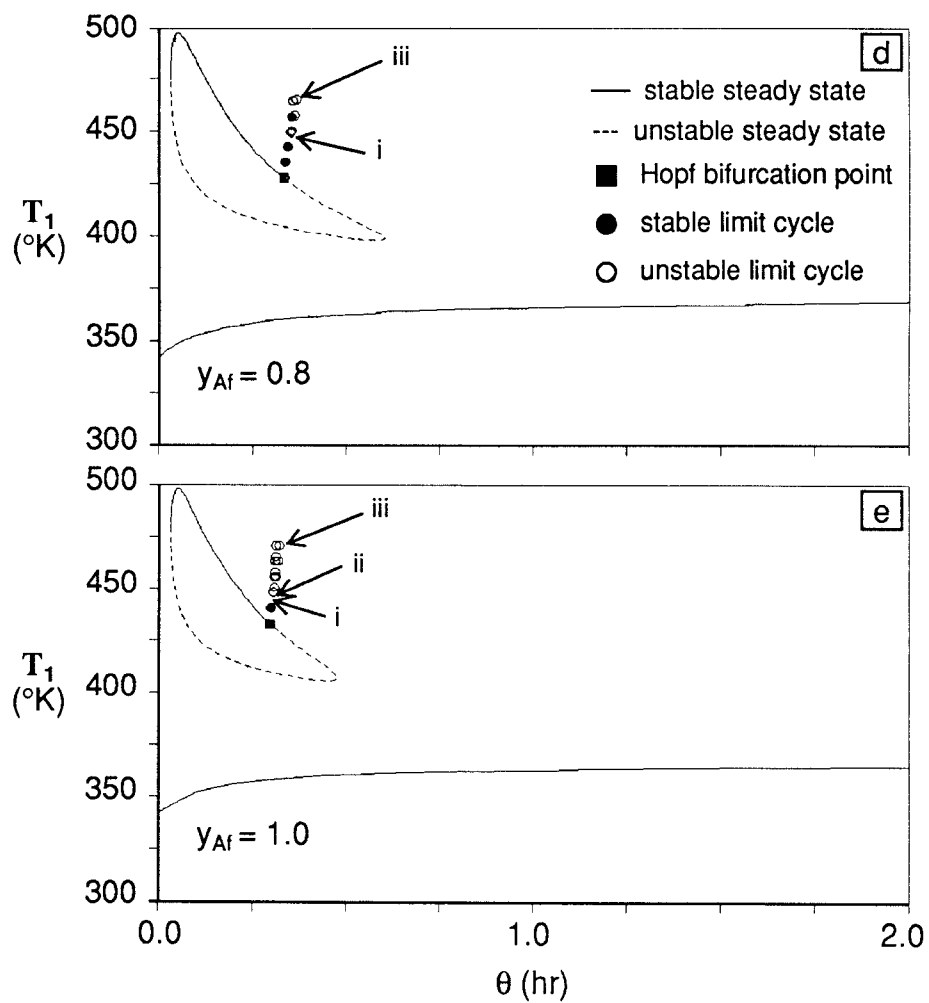 500
450
400
350
300
T₁
(°K)
d
iii
i
stable steady state
unstable steady state
Hopf bifurcation point
stable limit cycle
unstable limit cycle
y_Af = 0.8
500
450
400
350
300
T₁
(°K)
e
iii
ii
i
y_Af = 1.0
0.0 1.0 2.0
θ (hr)